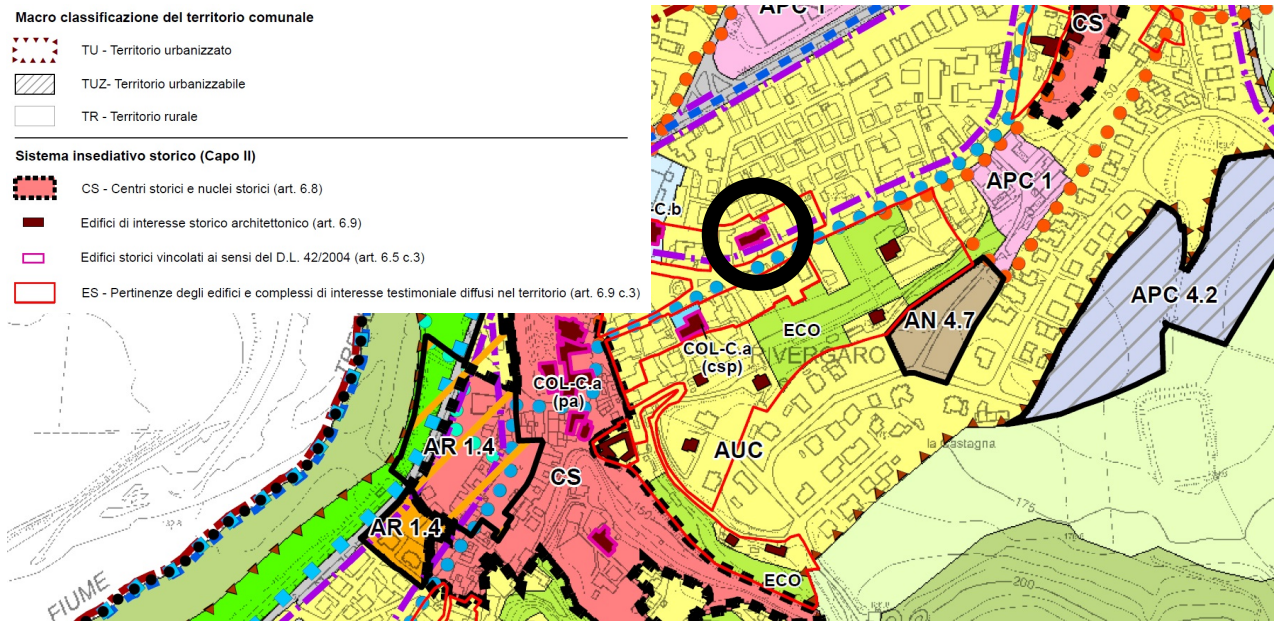 Macro classificazione del territorio comunale
TU - Territorio urbanizzato
TUZ- Territorio urbanizzabile
TR - Territorio rurale
Sistema insediativo storico (Capo II)
CS - Centri storici e nuclei storici (art. 6.8)
Edifici di interesse storico architettonico (art. 6.9)
Edifici storici vincolati ai sensi del D.L. 42/2004 (art. 6.5 c.3)
ES - Pertinenze degli edifici e complessi di interesse testimoniale diffusi nel territorio (art. 6.9 c.3)
APC 1
CS
APC 1
-C.b
APC 4.2
AN 4.7
ECO
COL-C.a
(csp)
RIVERGARO
COL-C.a
(pa)
AR 1.4
AUC
la Castagna
CS
175
AR 1.4
ECO
200
FIUME